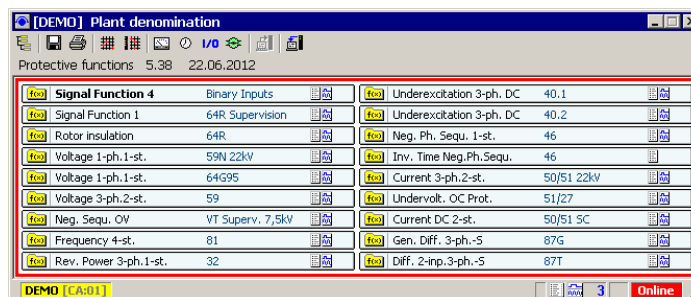 [DEMO] Plant denomination
I/O
Protective functions 5.38 22.06.2012
f(x) Signal Function 4 Binary Inputs
f(x) Signal Function 1 64R Supervision
f(x) Rotor insulation 64R
f(x) Voltage 1-ph.1-st. 59N 22kV
f(x) Voltage 1-ph.1-st. 64G95
f(x) Voltage 3-ph.2-st. 59
f(x) Neg. Sequ. OV VT Superv. 7,5kV
f(x) Frequency 4-st. 81
f(x) Rev. Power 3-ph.1-st. 32
f(x) Underexcitation 3-ph. DC 40.1
f(x) Underexcitation 3-ph. DC 40.2
f(x) Neg. Ph. Sequ. 1-st. 46
f(x) Inv. Time Neg.Ph.Sequ. 46
f(x) Current 3-ph.2-st. 50/51 22kV
f(x) Undervolt. OC Prot. 51/27
f(x) Current DC 2-st. 50/51 SC
f(x) Gen. Diff. 3-ph.-S 87G
f(x) Diff. 2-inp.3-ph.-S 87T
DEMO [CA:01] 3 Online